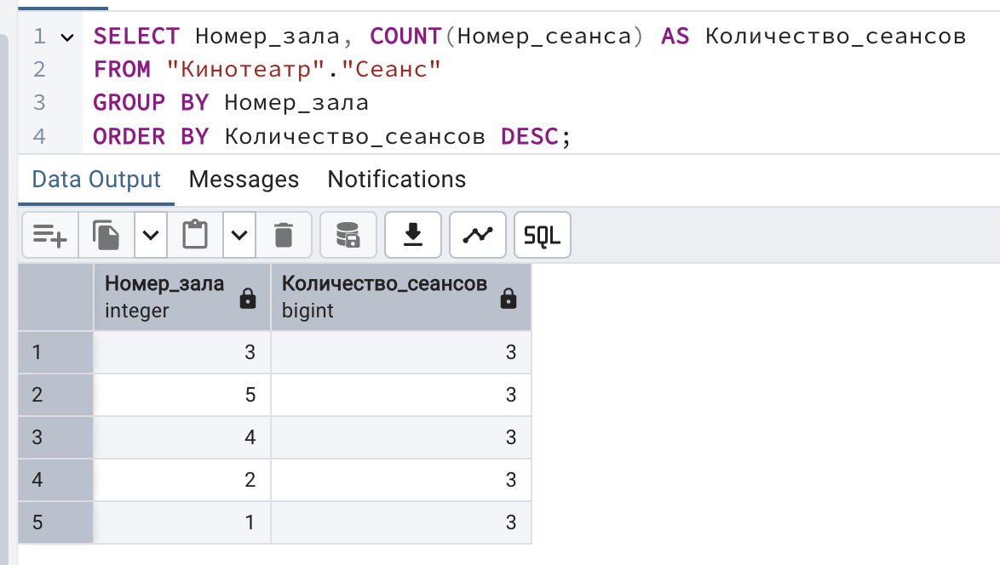 1 SELECT Номер_зала, COUNT(Номер_сеанса) AS Количество_сеансов
2 FROM "Кинотеатр"."Сеанс"
3 GROUP BY Номер_зала
4 ORDER BY Количество_сеансов DESC;
Data Output Messages Notifications
SQL
Номер_зала Количество_сеансов
integer bigint
1 3 3
2 5 3
3 4 3
4 2 3
5 1 3